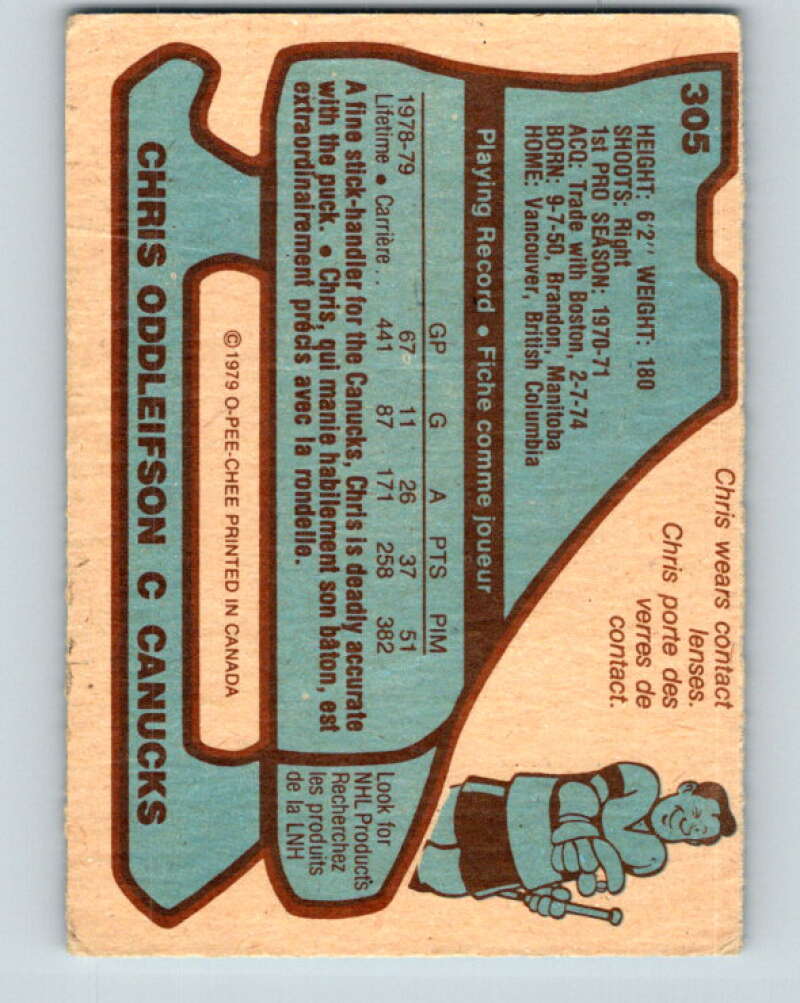 305
HEIGHT: 6'2" WEIGHT: 180
SHOOTS: Right
1st PRO SEASON: 1970-71
ACQ: Trade with Boston, 2-7-74
BORN: 9-7-50, Brandon, Manitoba
HOME: Vancouver, British Columbia
Chris wears contact
lenses.
Chris porte des
verres de
contact.
Playing Record • Fiche comme joueur
GP G A PTS PIM
1978-79 67 11 26 37 51
Lifetime • Carrière .. 441 87 171 258 382
A fine stick-handler for the Canucks, Chris is deadly accurate
with the puck. • Chris, qui manie habilement son bâton, est
extraordinairement précis avec la rondelle.
Look for
NHL Products
Recherchez
les produits
de la LNH
©1979 O-PEE-CHEE PRINTED IN CANADA
CHRIS ODDLEIFSON C CANUCKS